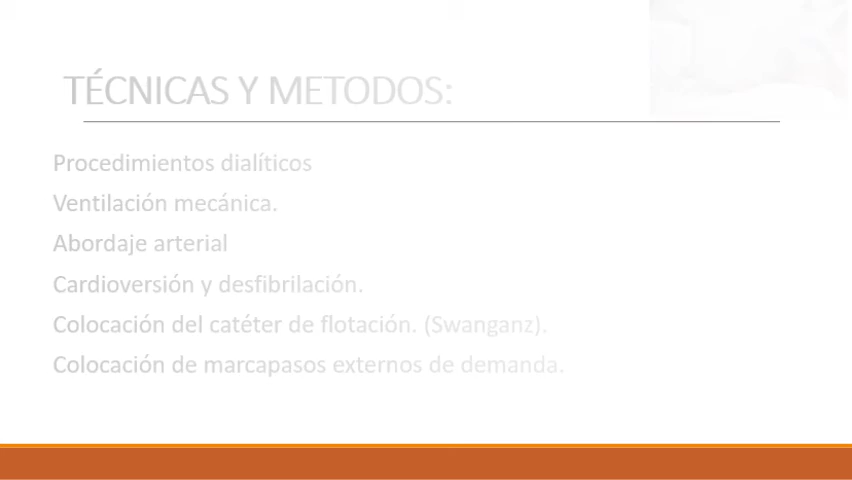 TÉCNICAS Y METODOS:
Procedimientos dialíticos
Ventilación mecánica.
Abordaje arterial
Cardioversión y desfibrilación.
Colocación del catéter de flotación. (Swanganz).
Colocación de marcapasos externos de demanda.